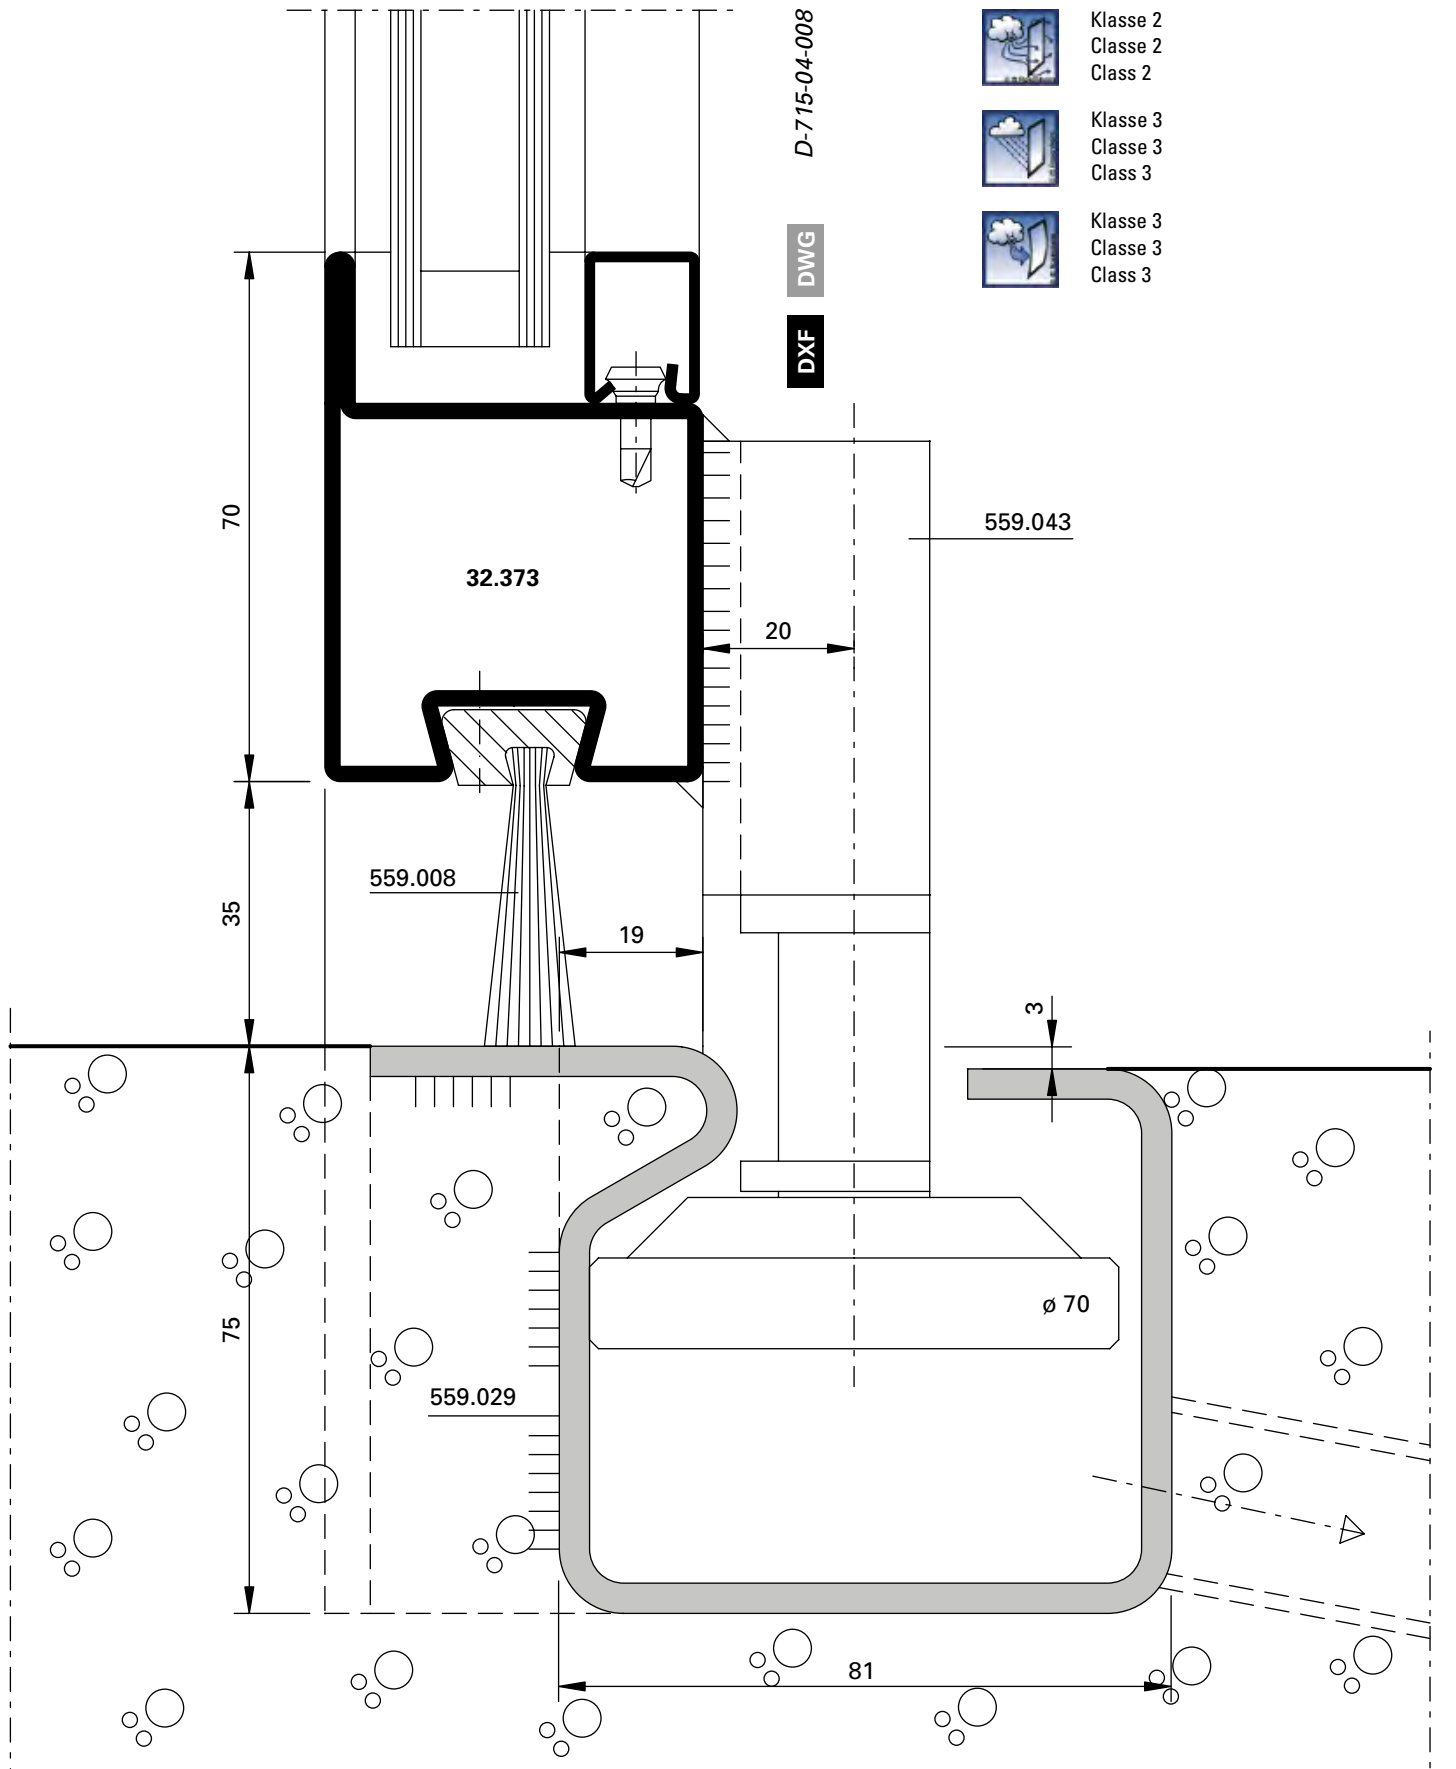 D-715-04-008
Klasse 2
Classe 2
Class 2
Klasse 3
Classe 3
Class 3
Klasse 3
Classe 3
Class 3
DWG
DXF
70
559.043
32.373
20
559.008
35
19
3
ø 70
75
559.029
81